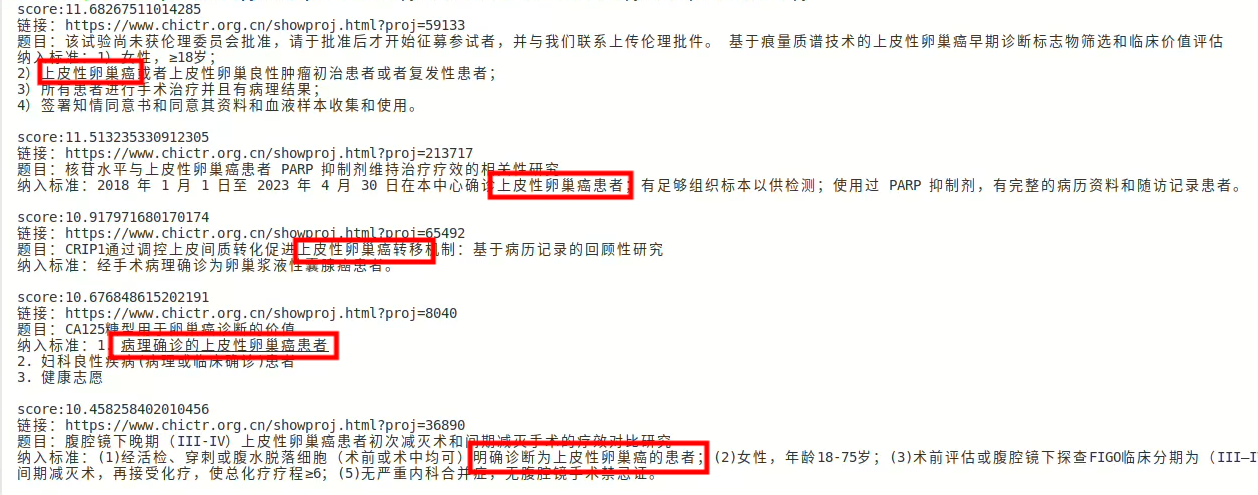 score:11.68267511014285
链接：https://www.chictr.org.cn/showproj.html?proj=59133
题目：该试验尚未获伦理委员会批准，请于批准后才开始征募参试者，并与我们联系上传伦理批件。 基于痕量质谱技术的上皮性卵巢癌早期诊断标志物筛选和临床价值评估
纳入标准：1）女性，≥18岁；
2）上皮性卵巢癌或者上皮性卵巢良性肿瘤初治患者或者复发性患者；
3）所有患者进行手术治疗并且有病理结果；
4）签署知情同意书和同意其资料和血液样本收集和使用。
score:11.513235330912305
链接：https://www.chictr.org.cn/showproj.html?proj=213717
题目：核苷水平与上皮性卵巢癌患者 PARP 抑制剂维持治疗疗效的相关性研究
纳入标准：2018 年 1 月 1 日至 2023 年 4 月 30 日在本中心确诊上皮性卵巢癌患者；有足够组织标本以供检测；使用过 PARP 抑制剂，有完整的病历资料和随访记录患者。
score:10.917971680170174
链接：https://www.chictr.org.cn/showproj.html?proj=65492
题目：CRIP1通过调控上皮间质转化促进上皮性卵巢癌转移机制：基于病历记录的回顾性研究
纳入标准：经手术病理确诊为卵巢浆液性囊腺癌患者。
score:10.676848615202191
链接：https://www.chictr.org.cn/showproj.html?proj=8040
题目：CA125糖型用于卵巢癌诊断的价值
纳入标准：1. 病理确诊的上皮性卵巢癌患者
2. 妇科良性疾病(病理或临床确诊)患者
3. 健康志愿
score:10.458258402010456
链接：https://www.chictr.org.cn/showproj.html?proj=36890
题目：腹腔镜下晚期（III-IV）上皮性卵巢癌患者初次减灭术和间期减灭手术的疗效对比研究
纳入标准：(1)经活检、穿刺或腹水脱落细胞（术前或术中均可）明确诊断为上皮性卵巢癌的患者；(2)女性，年龄18-75岁；(3)术前评估或腹腔镜下探查FIGO临床分期为（III—I
间期减灭术，再接受化疗，使总化疗疗程≥6；(5)无严重内科合并症，无腹腔镜手术禁忌证。